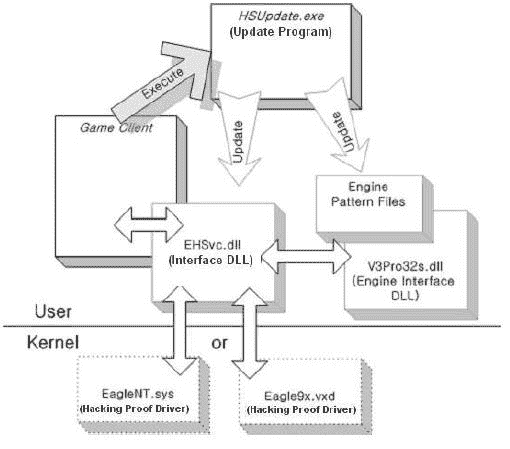 HSUpdate.exe
(Update Program)
Execute
Game Client
Update
Update
Engine
Pattern Files
EHSvc.dll
(Interface DLL)
V3Pro32s.dll
(Engine Interface
DLL)
User
Kernel
or
EagleNT.sys
(Hacking Proof Driver)
Eagle9x.vxd
(Hacking Proof Driver)